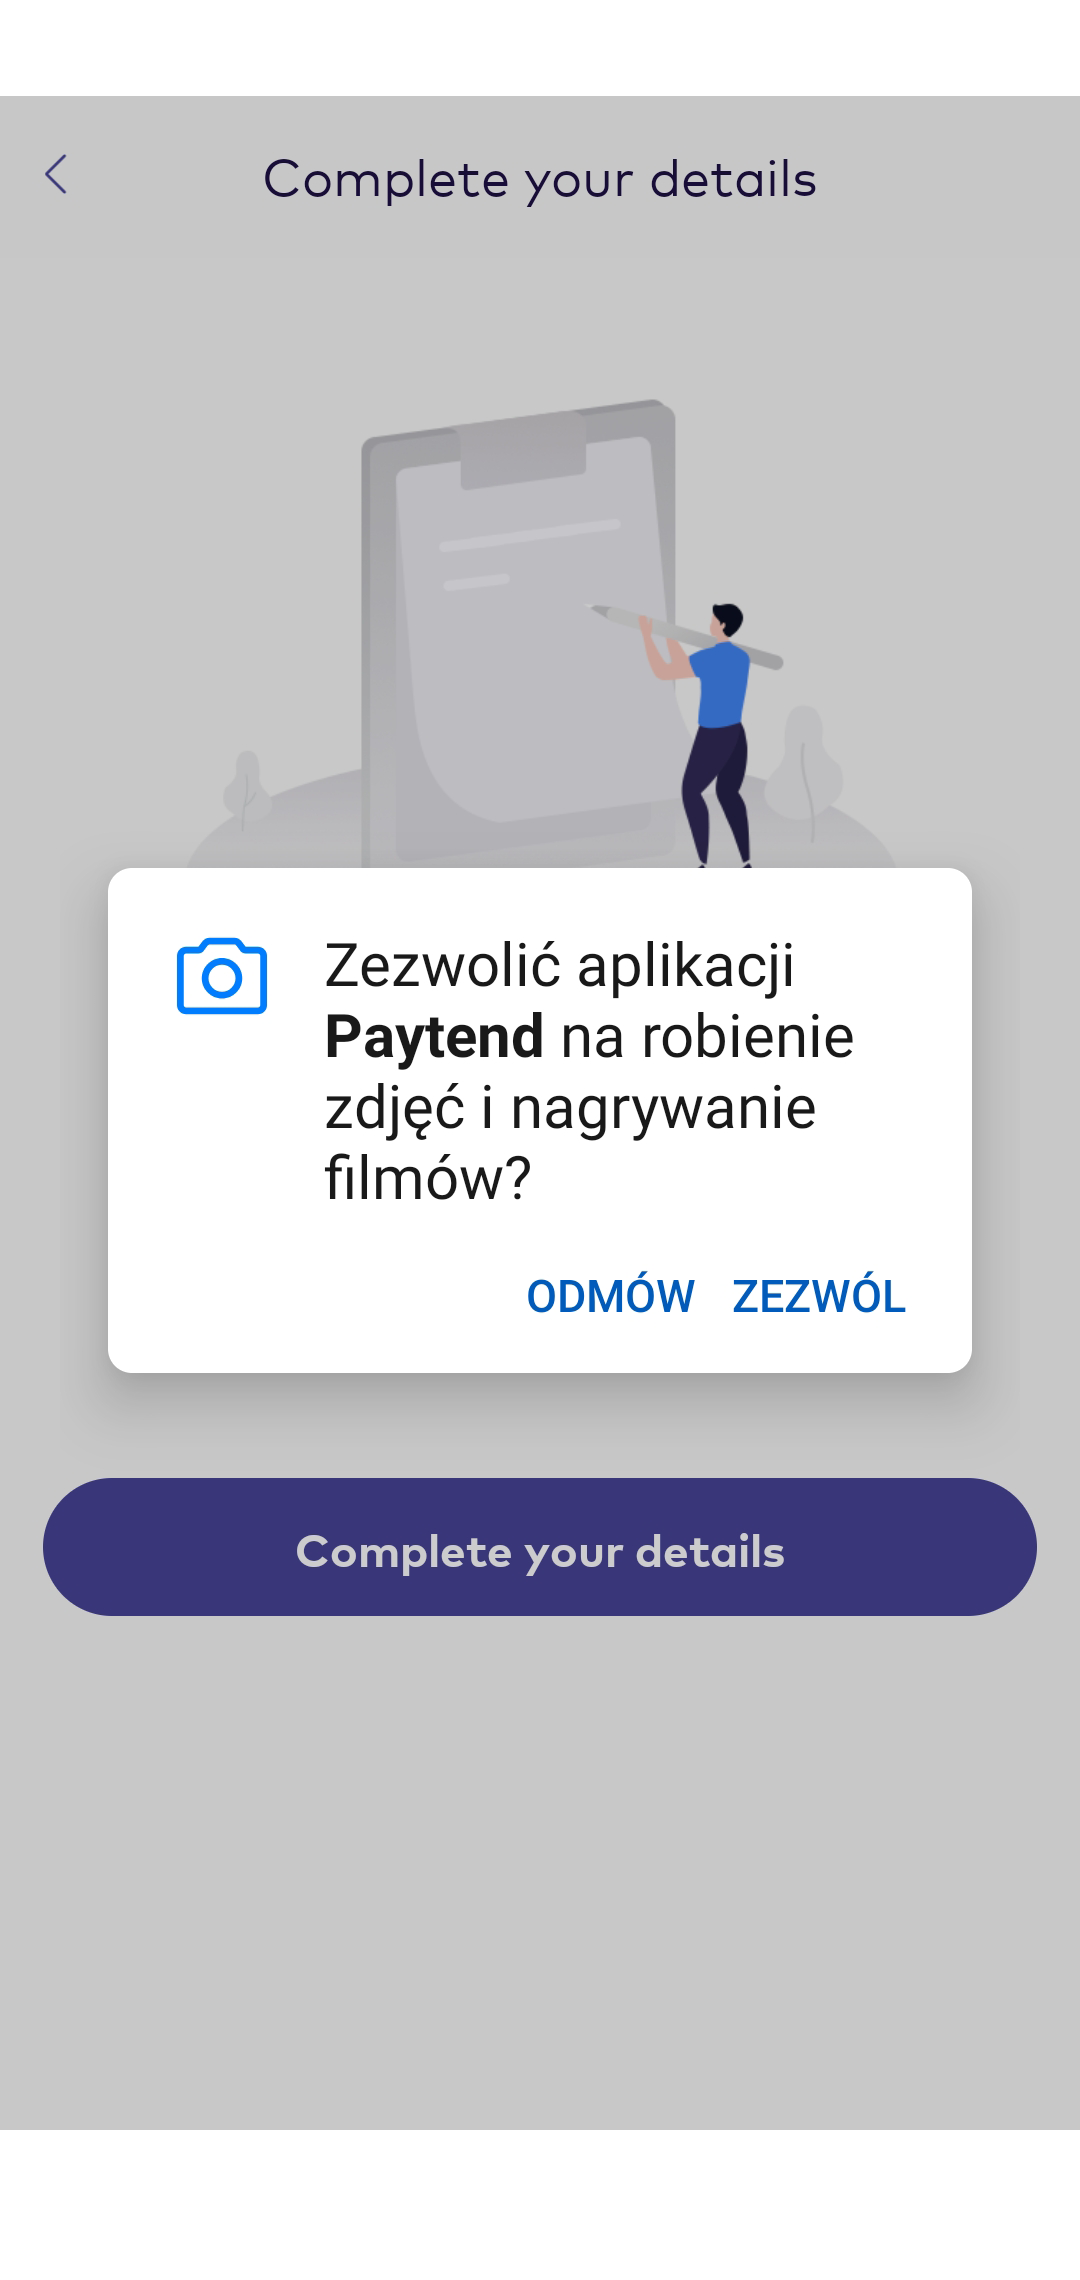 Complete your details
Zezwolić aplikacji
Paytend na robienie
zdjęć i nagrywanie
filmów?
ODMÓW ZEZWÓL
Complete your details